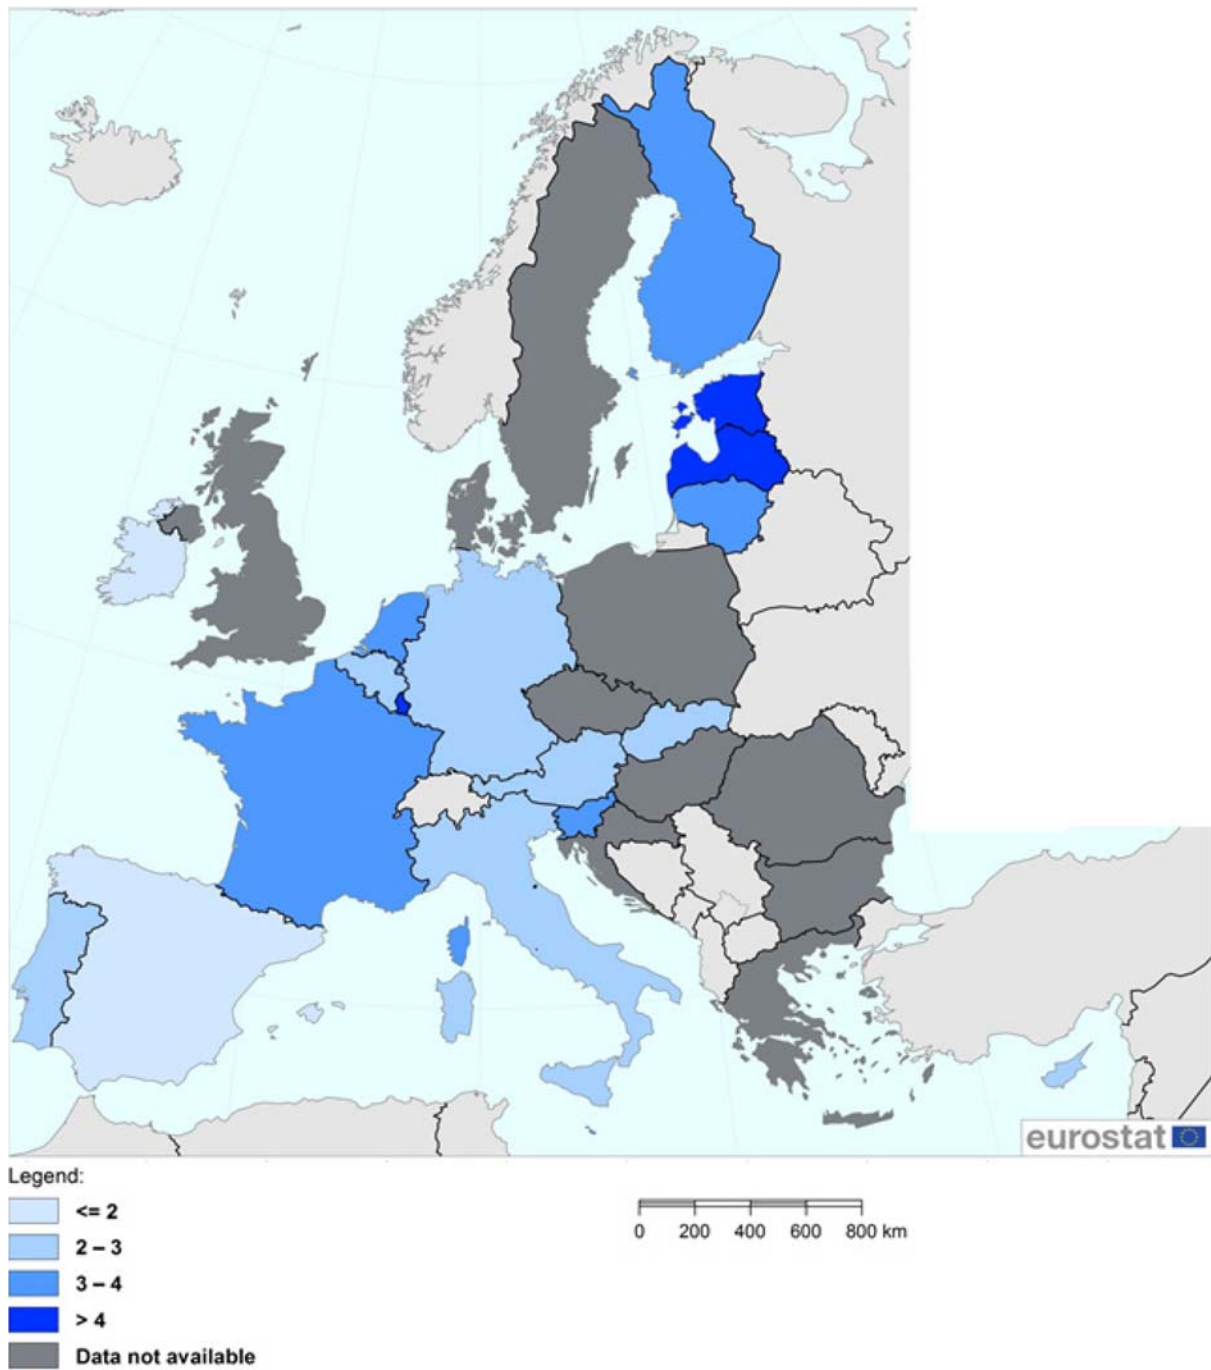 eurostat
Legend:
<= 2
2 – 3
3 – 4
> 4
Data not available
0 200 400 600 800 km